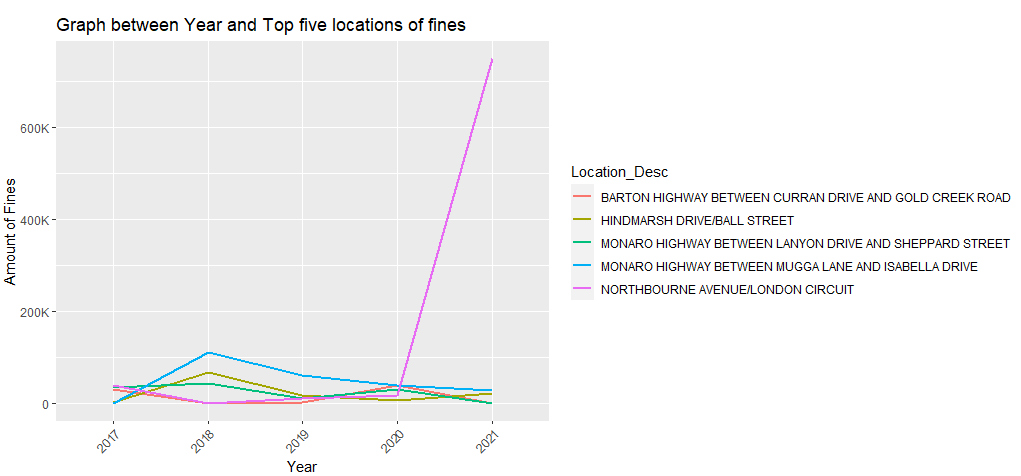 Graph between Year and Top five locations of fines
600K
400K
200K
0
Amount of Fines
2017
2018
2019
2020
2021
Year
Location_Desc
BARTON HIGHWAY BETWEEN CURRAN DRIVE AND GOLD CREEK ROAD
HINDMARSH DRIVE/BALL STREET
MONARO HIGHWAY BETWEEN LANYON DRIVE AND SHEPPARD STREET
MONARO HIGHWAY BETWEEN MUGGA LANE AND ISABELLA DRIVE
NORTHBOURNE AVENUE/LONDON CIRCUIT